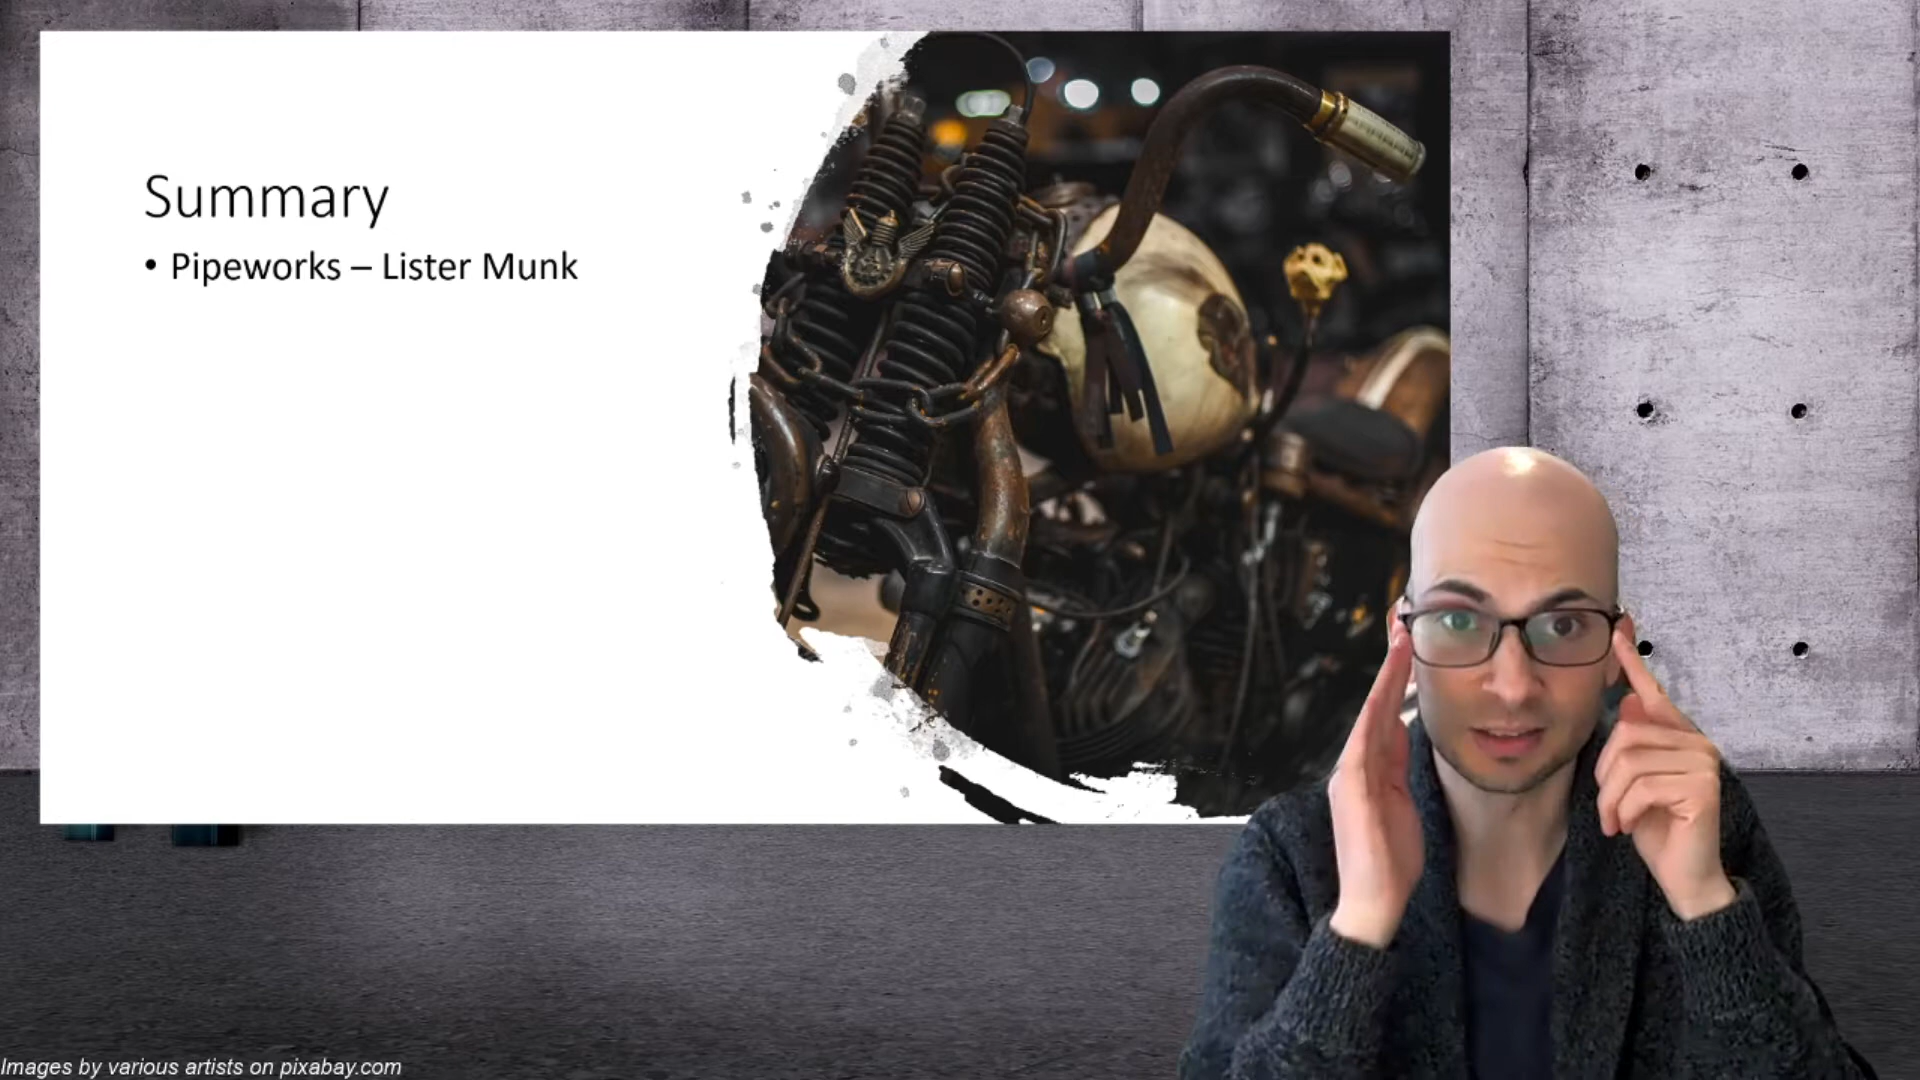 Summary
• Pipeworks – Lister Munk
Images by various artists on pixabay.com